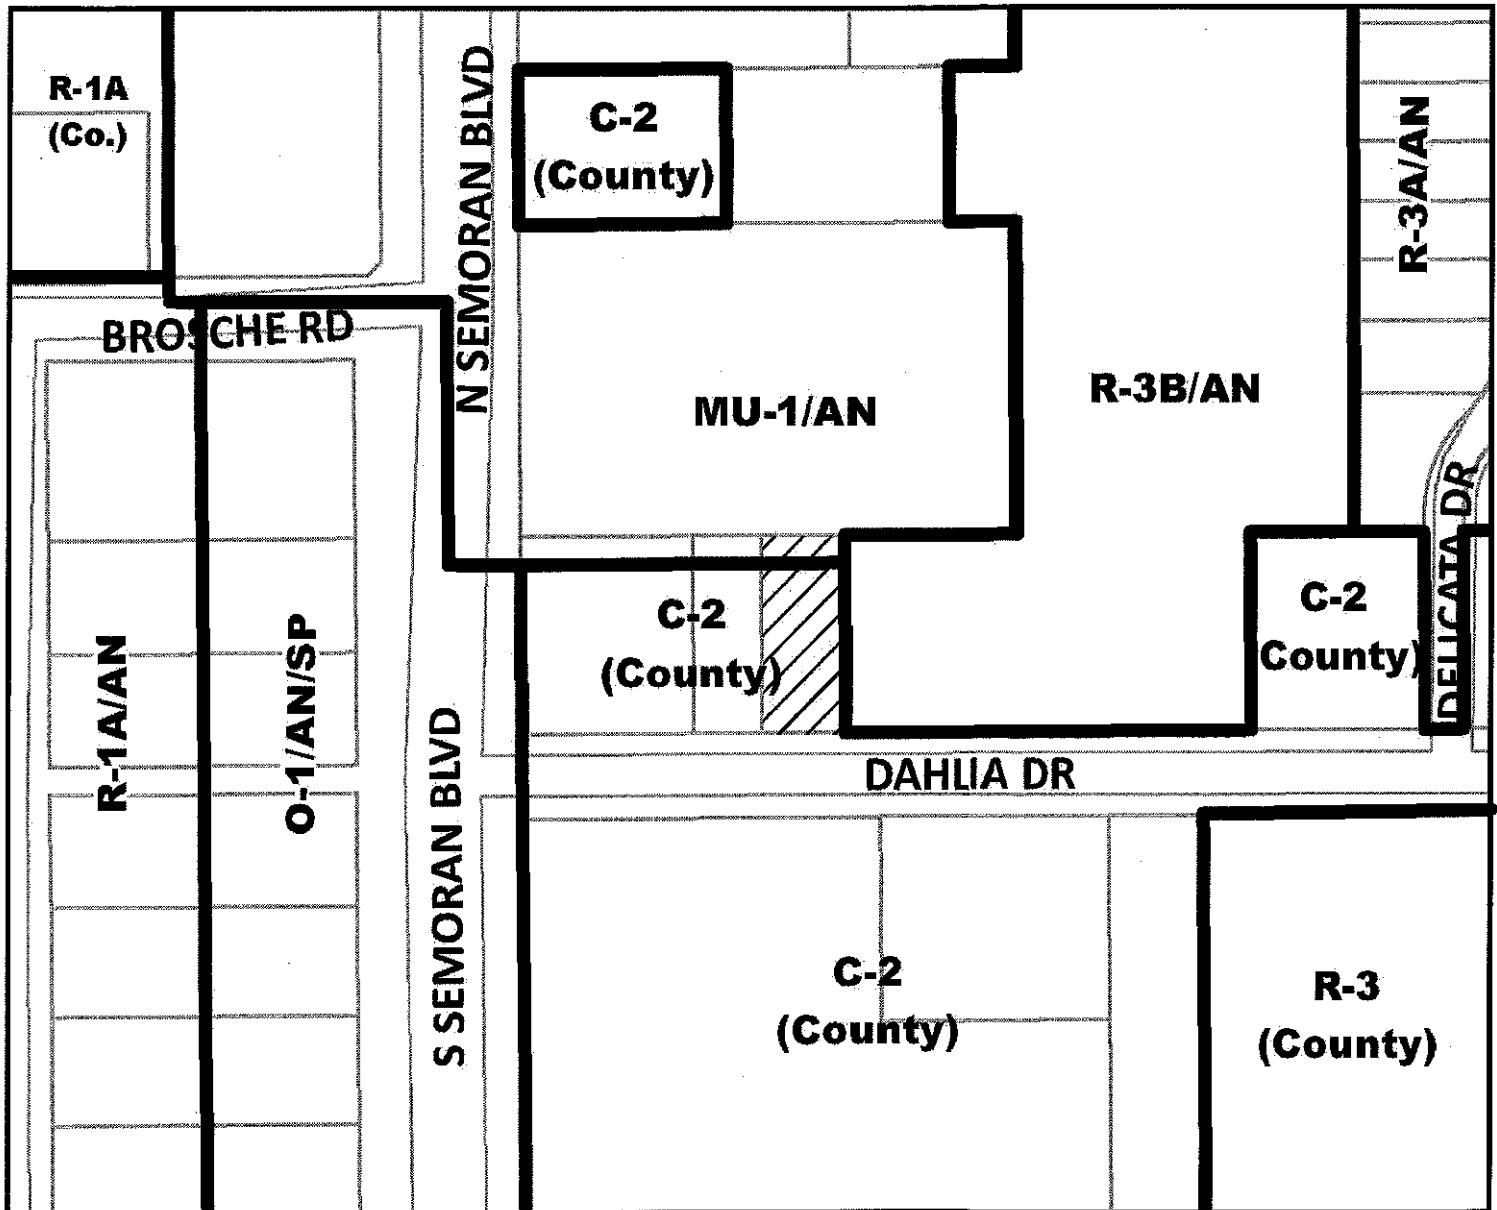 R-1A
(Co.)
N SEMORAN BLVD
C-2
(County)
R-3A/AN
BROSCHE RD
MU-1/AN
R-3B/AN
C-2
(County)
C-2
County)
DELICATA DR
R-1A/AN
O-1/AN/SP
S SEMORAN BLVD
DAHLIA DR
C-2
(County)
R-3
(County)